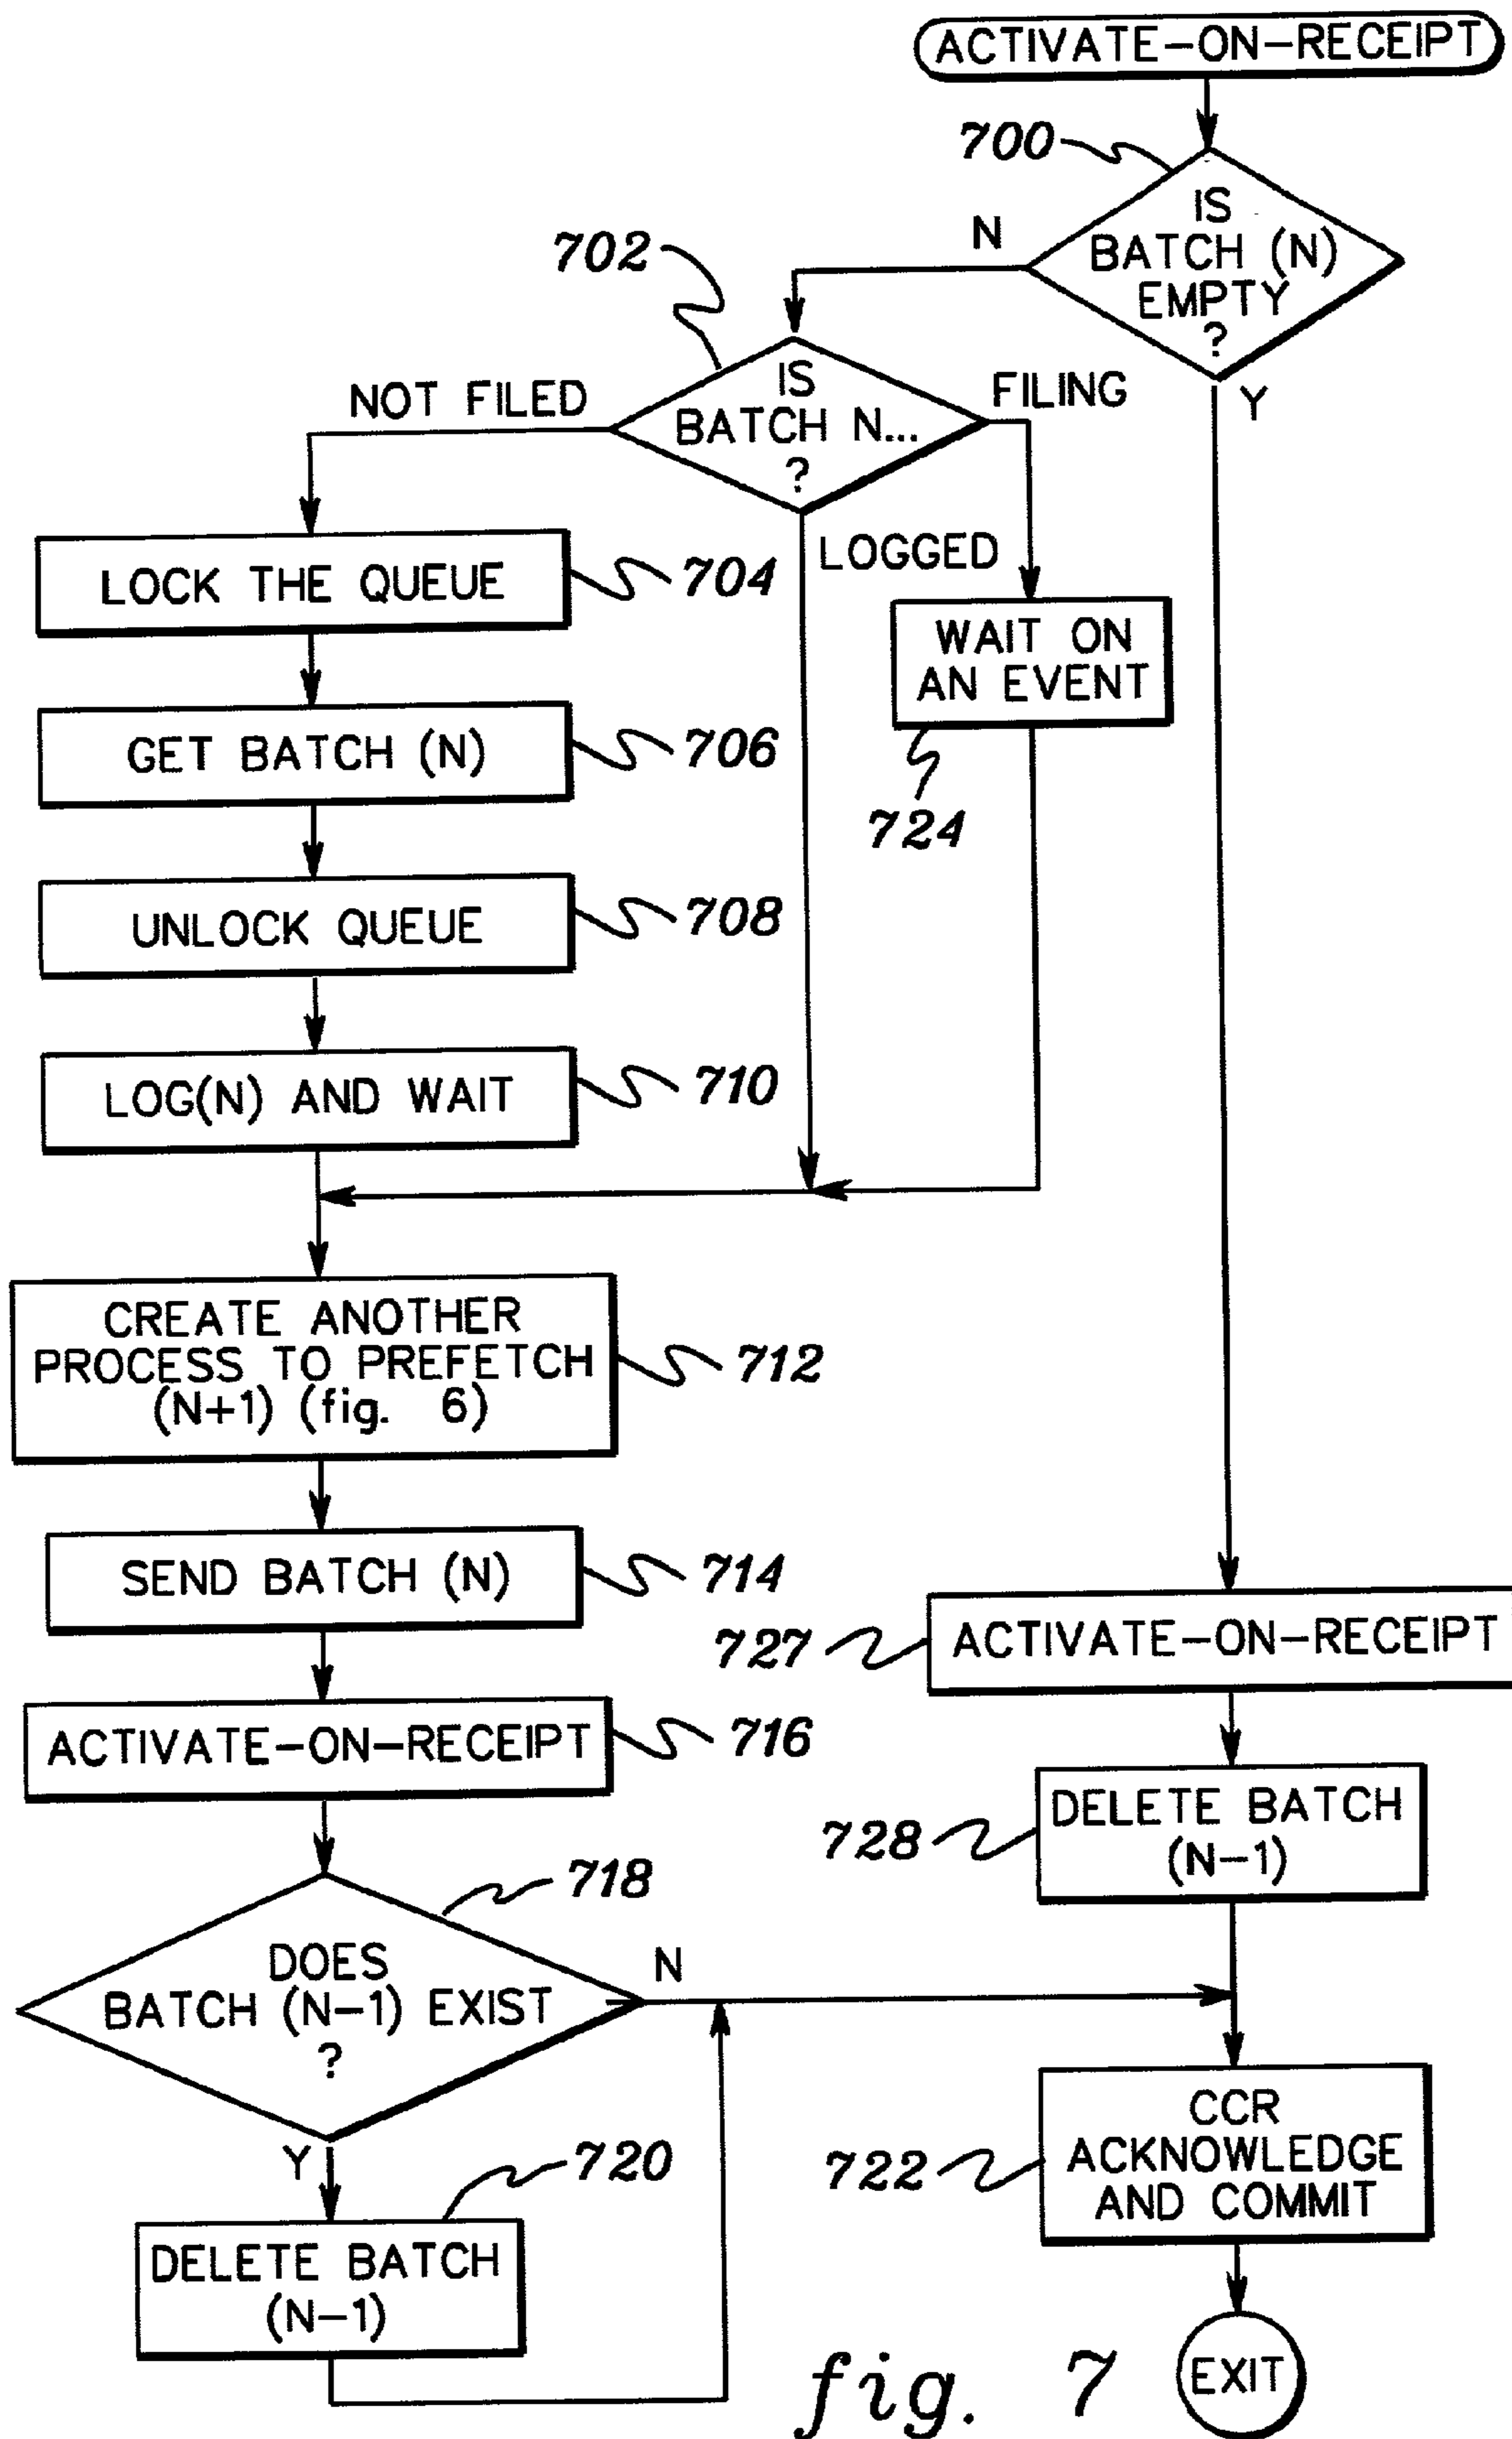 ACTIVATE-ON-RECEIPT
700
IS
BATCH (N)
EMPTY
?
N
Y
702
IS
BATCH N...
?
NOT FILED
FILING
LOGGED
LOCK THE QUEUE
704
WAIT ON
AN EVENT
724
GET BATCH (N)
706
UNLOCK QUEUE
708
LOG(N) AND WAIT
710
CREATE ANOTHER
PROCESS TO PREFETCH
(N+1) (fig. 6)
712
SEND BATCH (N)
714
727
ACTIVATE-ON-RECEIPT
ACTIVATE-ON-RECEIPT
716
728
DELETE BATCH
(N-1)
718
DOES
BATCH (N-1) EXIST
?
N
Y
720
DELETE BATCH
(N-1)
722
CCR
ACKNOWLEDGE
AND COMMIT
EXIT
fig. 7